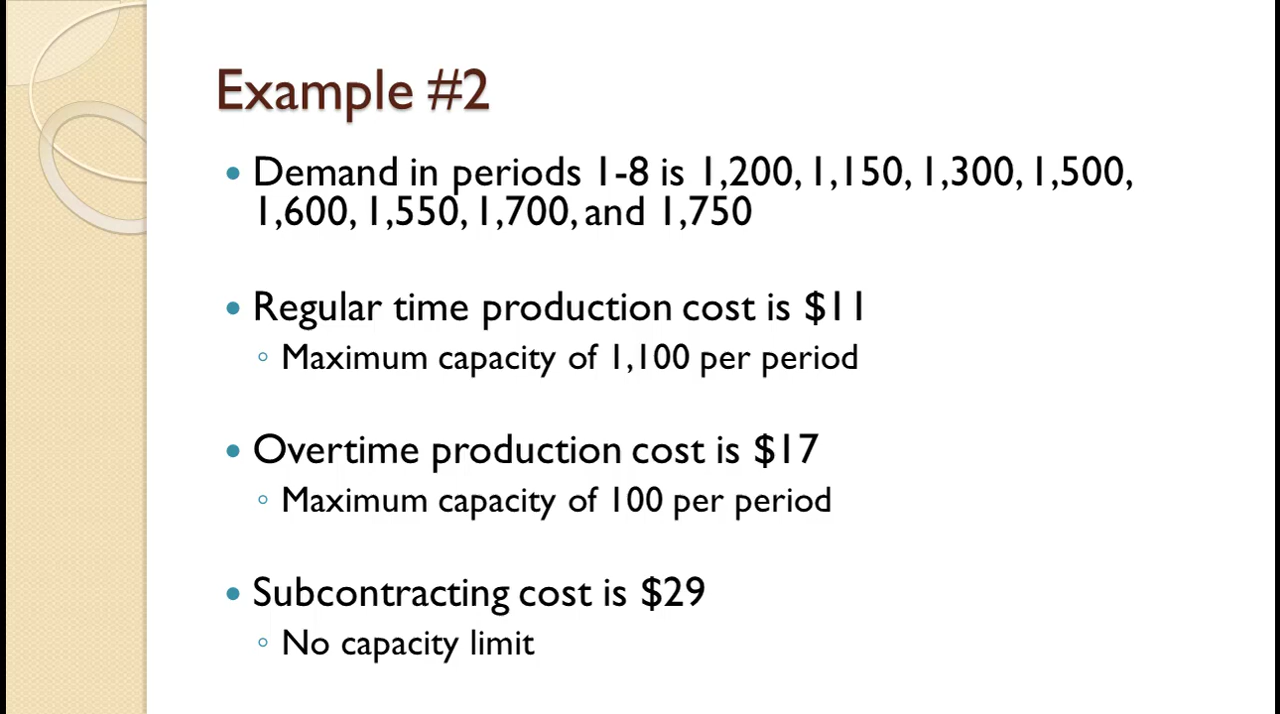 Example #2
• Demand in periods 1-8 is 1,200, 1,150, 1,300, 1,500,
1,600, 1,550, 1,700, and 1,750
• Regular time production cost is $11
◦ Maximum capacity of 1,100 per period
• Overtime production cost is $17
◦ Maximum capacity of 100 per period
• Subcontracting cost is $29
◦ No capacity limit